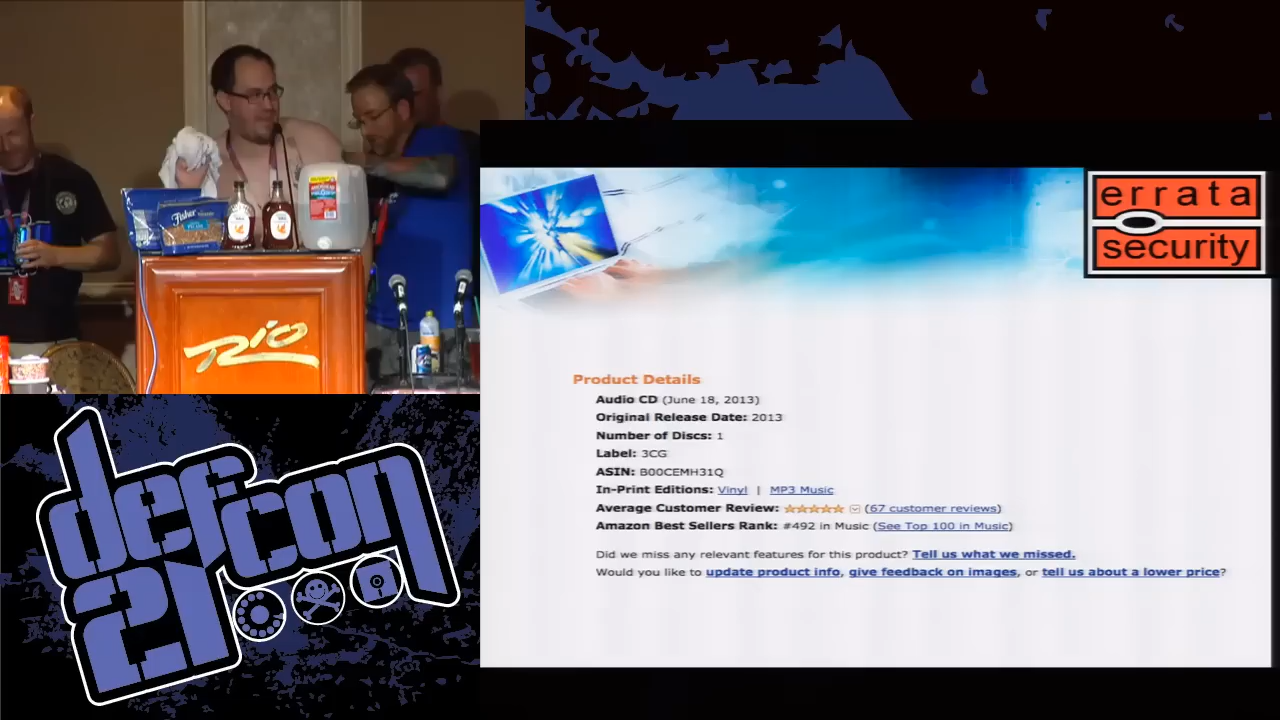 Fisher
RIO
defcon
21
errata
security
Product Details
Audio CD (June 18, 2013)
Original Release Date: 2013
Number of Discs: 1
Label: 3CG
ASIN: B00CEMH31Q
In-Print Editions: Vinyl | MP3 Music
Average Customer Review: (67 customer reviews)
Amazon Best Sellers Rank: #492 in Music (See Top 100 in Music)
Did we miss any relevant features for this product? Tell us what we missed.
Would you like to update product info, give feedback on images, or tell us about a lower price?